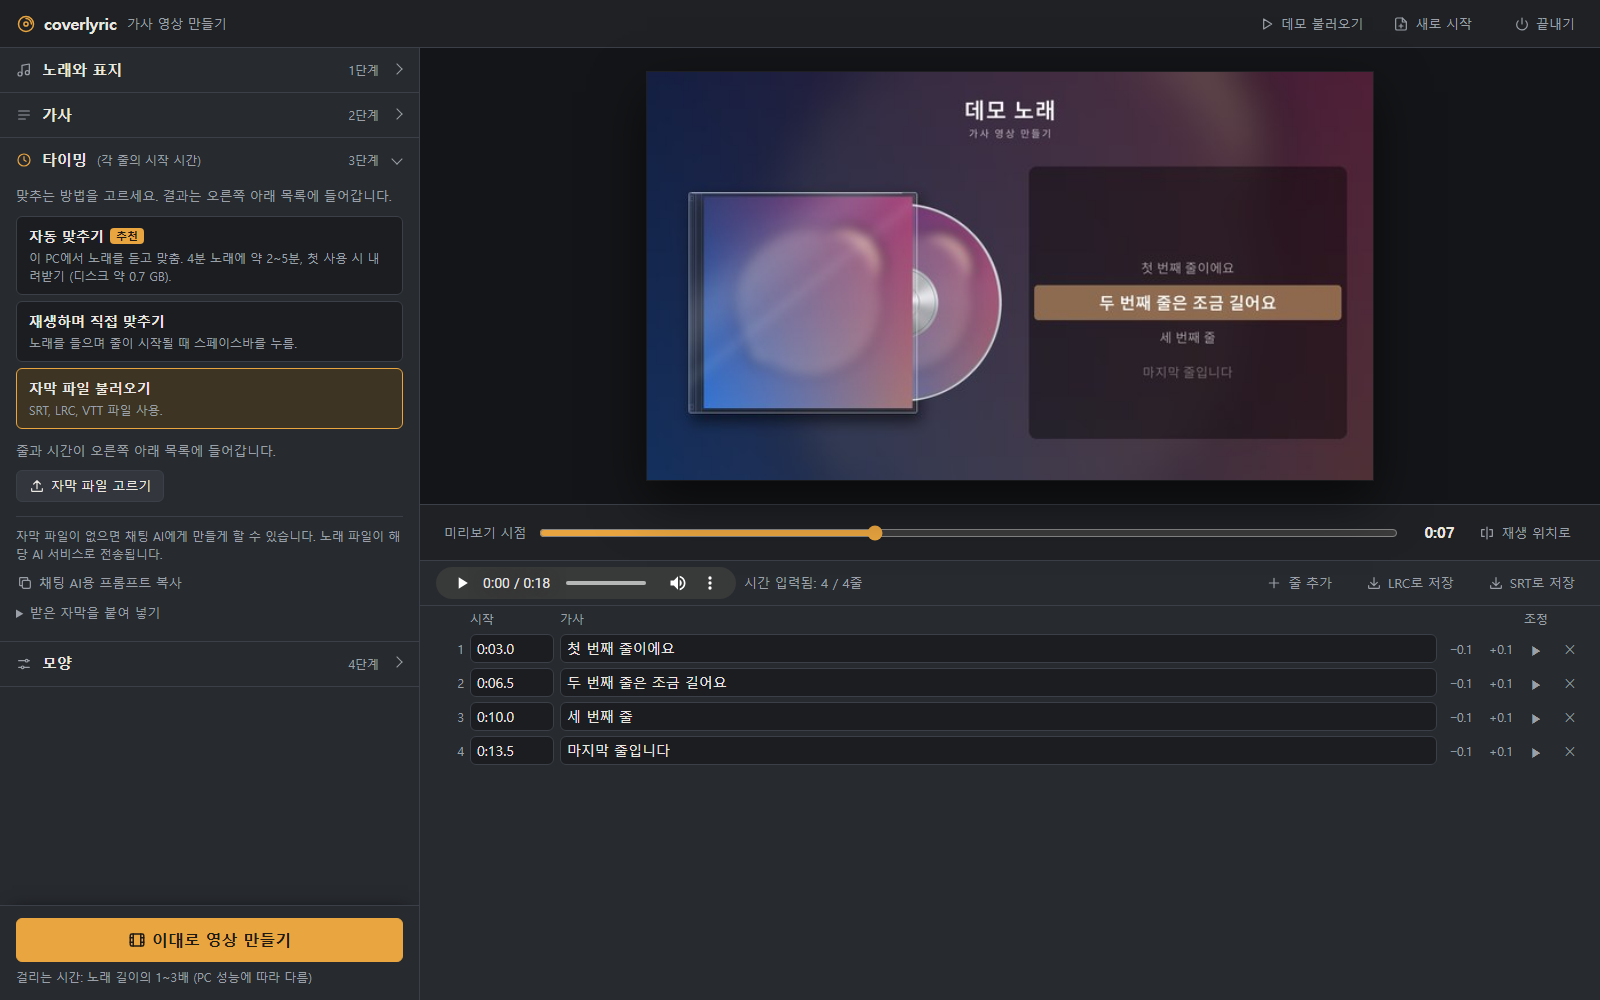 coverlyric 가사 영상 만들기
데모 불러오기
새로 시작
끝내기
노래와 표지
1단계
가사
2단계
타이밍 (각 줄의 시작 시간)
3단계
맞추는 방법을 고르세요. 결과는 오른쪽 아래 목록에 들어갑니다.
자동 맞추기 추천
이 PC에서 노래를 듣고 맞춤. 4분 노래에 약 2~5분, 첫 사용 시 내
려받기 (디스크 약 0.7 GB).
재생하며 직접 맞추기
노래를 들으며 줄이 시작될 때 스페이스바를 누름.
자막 파일 불러오기
SRT, LRC, VTT 파일 사용.
줄과 시간이 오른쪽 아래 목록에 들어갑니다.
자막 파일 고르기
자막 파일이 없으면 채팅 AI에게 만들게 할 수 있습니다. 노래 파일이 해
당 AI 서비스로 전송됩니다.
채팅 AI용 프롬프트 복사
받은 자막을 붙여 넣기
모양
4단계
이대로 영상 만들기
걸리는 시간: 노래 길이의 1~3배 (PC 성능에 따라 다름)
데모 노래
가사 영상 만들기
첫 번째 줄이에요
두 번째 줄은 조금 길어요
세 번째 줄
마지막 줄입니다
미리보기 시점
0:07
재생 위치로
0:00 / 0:18
시간 입력됨: 4 / 4줄
줄 추가
LRC로 저장
SRT로 저장
시작
가사
조정
1 0:03.0 첫 번째 줄이에요 −0.1 +0.1
2 0:06.5 두 번째 줄은 조금 길어요 −0.1 +0.1
3 0:10.0 세 번째 줄 −0.1 +0.1
4 0:13.5 마지막 줄입니다 −0.1 +0.1